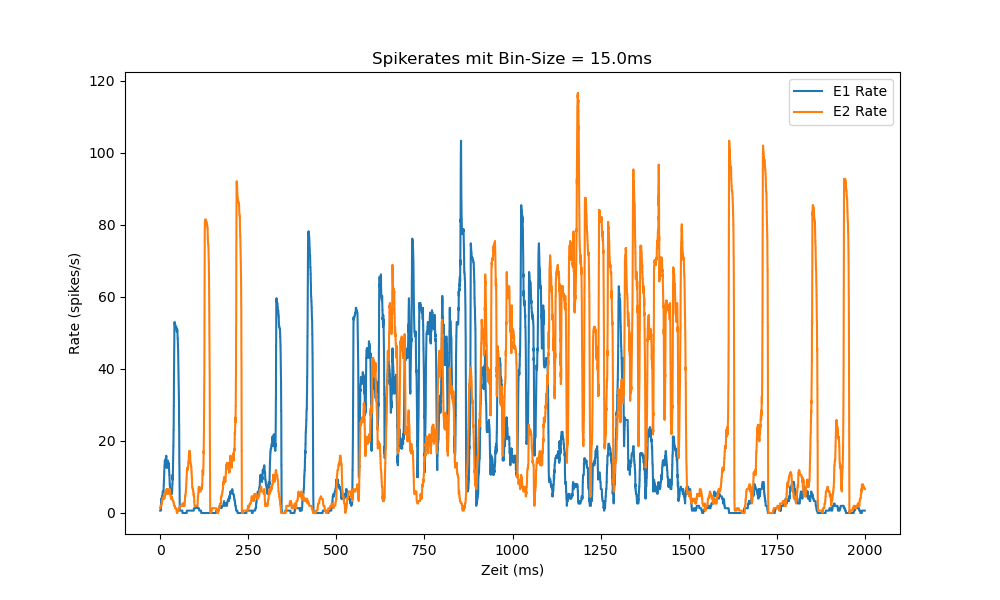 Spikerates mit Bin-Size = 15.0ms
E1 Rate
E2 Rate
120
100
80
60
40
20
0
Rate (spikes/s)
0 250 500 750 1000 1250 1500 1750 2000
Zeit (ms)